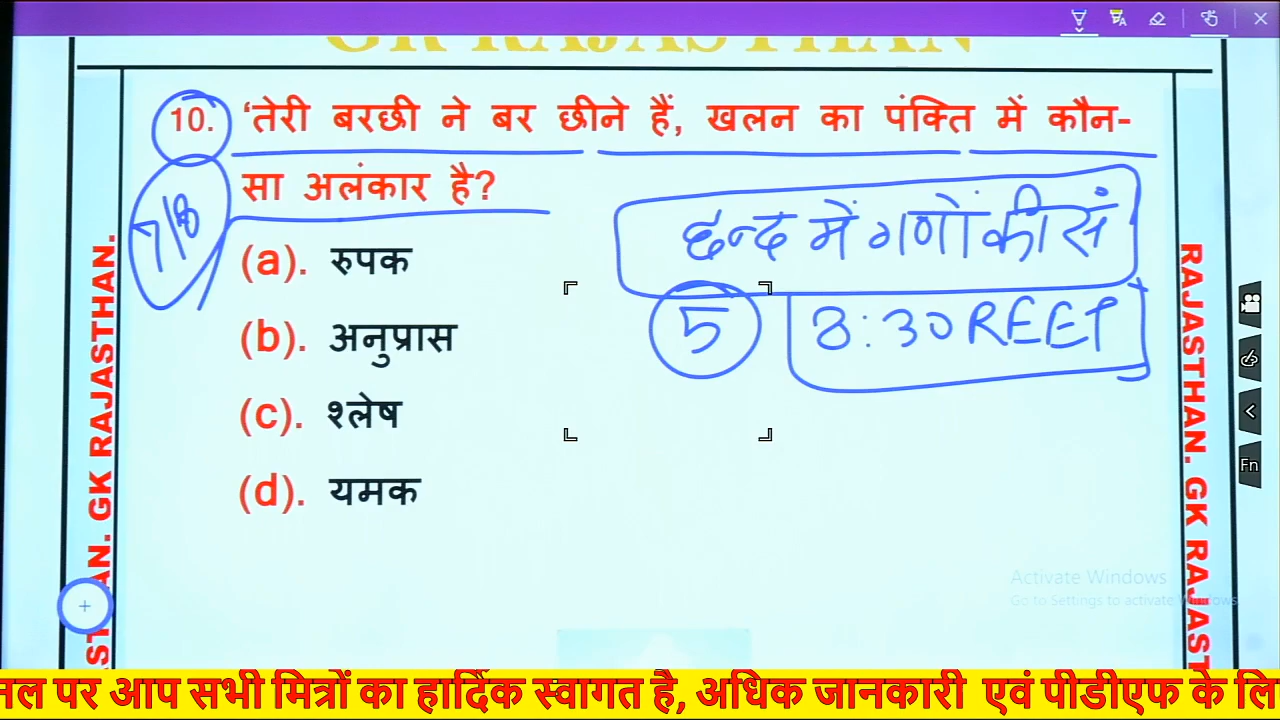 GK RAJASTHAN
10. ‘तेरी बरछी ने बर छीने हैं, खलन का पंक्ति में कौन-
सा अलंकार है?
7/8
छन्द में गणों की सं
(a). रुपक
5
8:30 REET
(b). अनुप्रास
(c). श्लेष
(d). यमक
RAJASTHAN. GK RAJASTHAN.
RAJASTHAN. GK RAJAST
Fn
Activate Windows
Go to Settings to activate Windows
नल पर आप सभी मित्रों का हार्दिक स्वागत है, अधिक जानकारी एवं पीडीएफ के लि